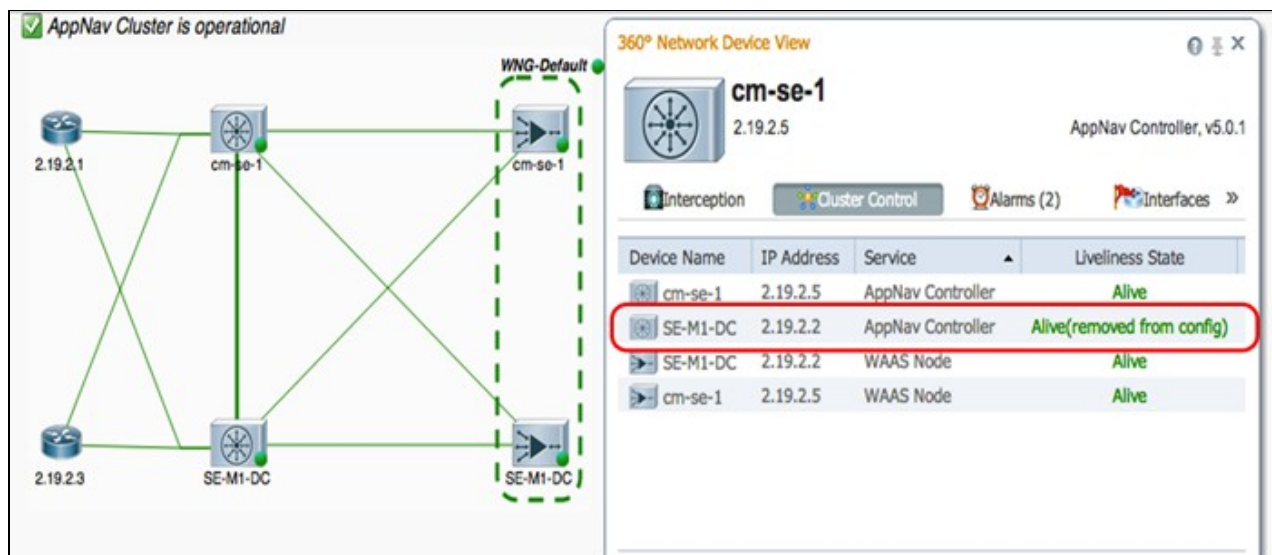 AppNav Cluster is operational
WNG-Default
2.19.2.1
cm-se-1
cm-se-1
2.19.2.3
SE-M1-DC
SE-M1-DC
360° Network Device View
cm-se-1
2.19.2.5
AppNav Controller, v5.0.1
Interception Cluster Control Alarms (2) Interfaces »
Device Name IP Address Service Liveliness State
cm-se-1 2.19.2.5 AppNav Controller Alive
SE-M1-DC 2.19.2.2 AppNav Controller Alive(removed from config)
SE-M1-DC 2.19.2.2 WAAS Node Alive
cm-se-1 2.19.2.5 WAAS Node Alive